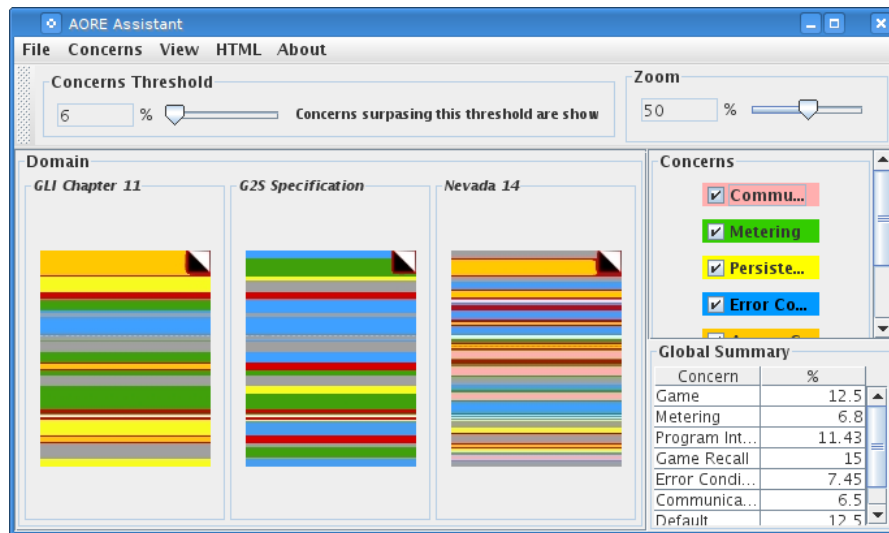 AORE Assistant
File Concerns View HTML About
Concerns Threshold
6 % Concerns surpasing this threshold are show
Zoom
50 %
Domain
GLI Chapter 11
G2S Specification
Nevada 14
Concerns
Commu...
Metering
Persiste...
Error Co...
Global Summary
Concern %
Game 12.5
Metering 6.8
Program Int... 11.43
Game Recall 15
Error Condi... 7.45
Communica... 6.5
Default 12.5